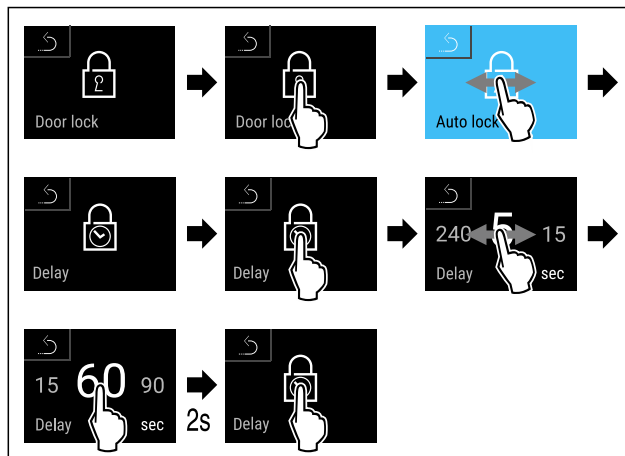 Door lock
Door loc
Auto lock
Delay
Delay
240 5 15
Delay sec
15 60 90
Delay sec
2s
Delay